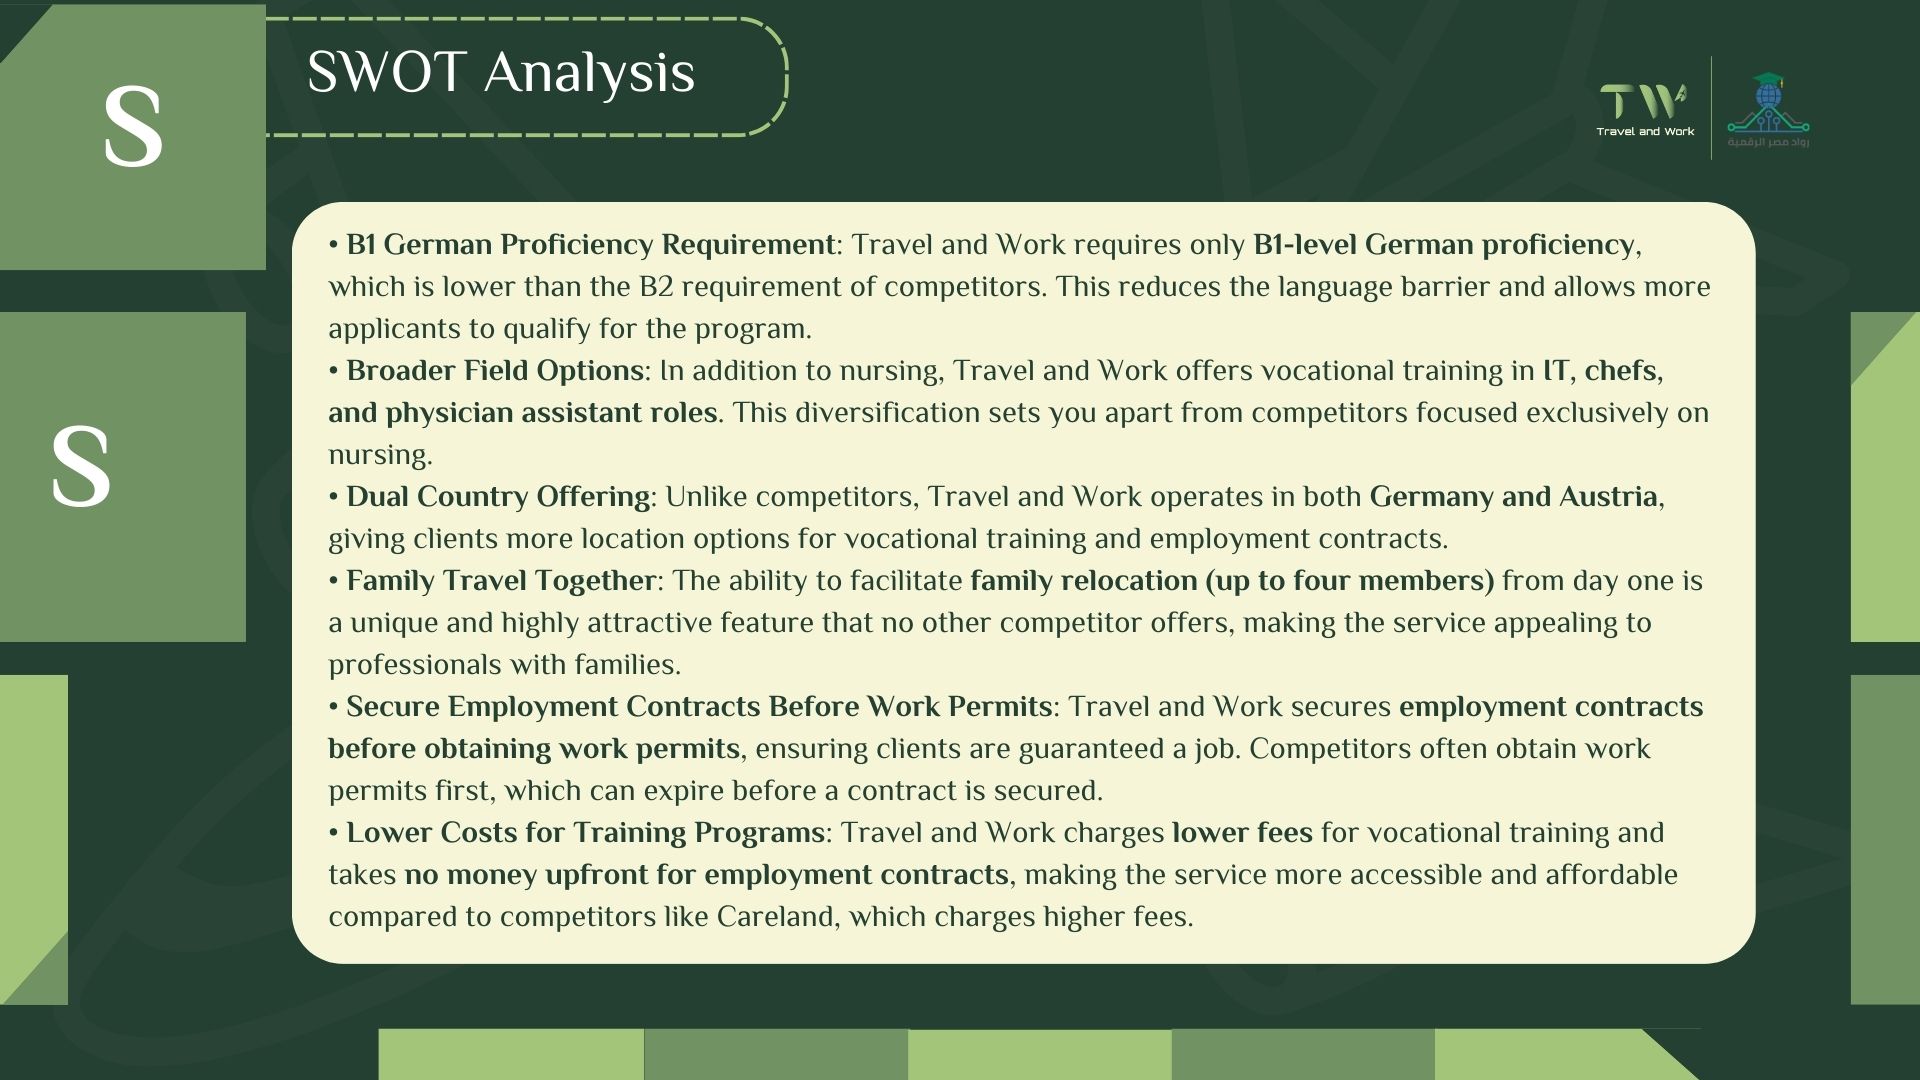 S
SWOT Analysis
TW
Travel and Work
رواد مصر الرقمية
S
• B1 German Proficiency Requirement: Travel and Work requires only B1-level German proficiency,
which is lower than the B2 requirement of competitors. This reduces the language barrier and allows more
applicants to qualify for the program.
• Broader Field Options: In addition to nursing, Travel and Work offers vocational training in IT, chefs,
and physician assistant roles. This diversification sets you apart from competitors focused exclusively on
nursing.
• Dual Country Offering: Unlike competitors, Travel and Work operates in both Germany and Austria,
giving clients more location options for vocational training and employment contracts.
• Family Travel Together: The ability to facilitate family relocation (up to four members) from day one is
a unique and highly attractive feature that no other competitor offers, making the service appealing to
professionals with families.
• Secure Employment Contracts Before Work Permits: Travel and Work secures employment contracts
before obtaining work permits, ensuring clients are guaranteed a job. Competitors often obtain work
permits first, which can expire before a contract is secured.
• Lower Costs for Training Programs: Travel and Work charges lower fees for vocational training and
takes no money upfront for employment contracts, making the service more accessible and affordable
compared to competitors like Careland, which charges higher fees.